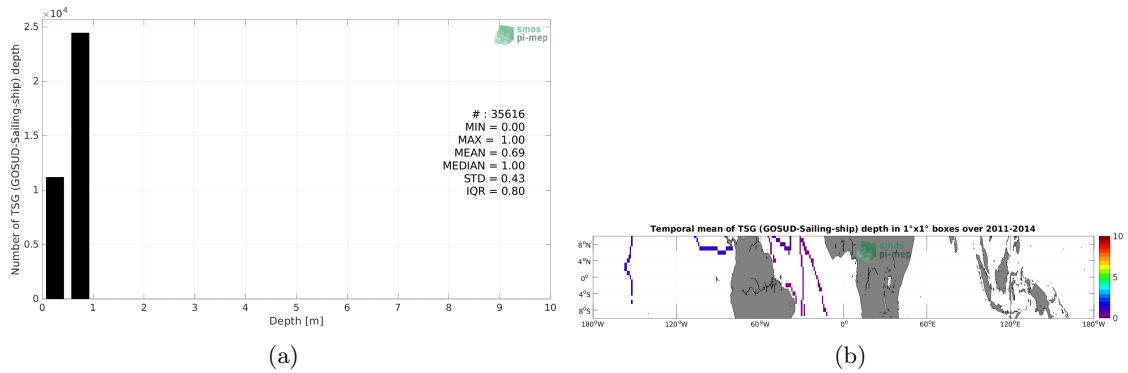 ×10⁴
2.5
2
1.5
1
0.5
0
Number of TSG (GOSUD-Sailing-ship) depth
smos
pi-mep
# : 35616
MIN = 0.00
MAX = 1.00
MEAN = 0.69
MEDIAN = 1.00
STD = 0.43
IQR = 0.80
0 1 2 3 4 5 6 7 8 9 10
Depth [m]
(a)
Temporal mean of TSG (GOSUD-Sailing-ship) depth in 1°x1° boxes over 2011-2014
smos
pi-mep
8°N
4°N
0°
4°S
8°S
180°W 120°W 60°W 0° 60°E 120°E 180°W
10
5
0
(b)